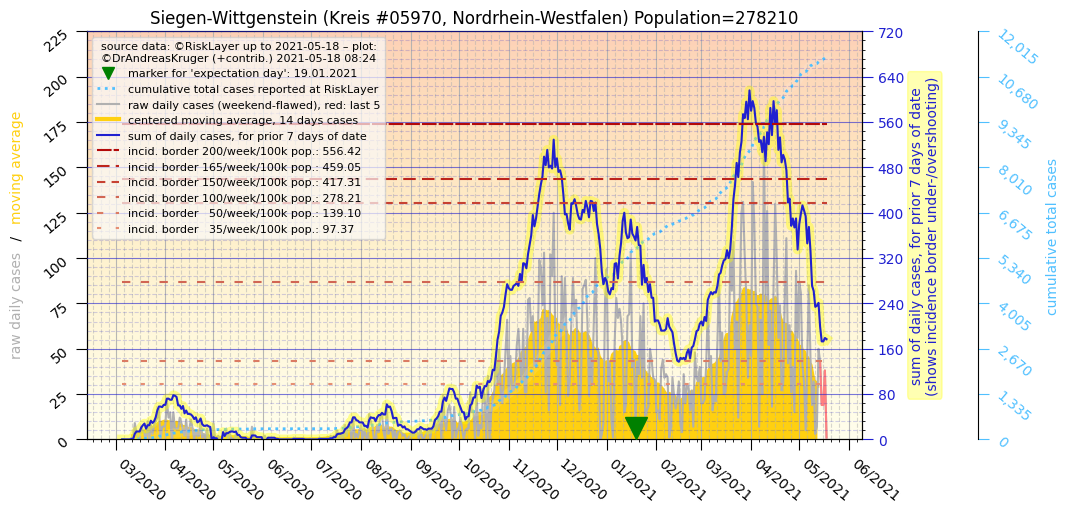 Siegen-Wittgenstein (Kreis #05970, Nordrhein-Westfalen) Population=278210
source data: ©RiskLayer up to 2021-05-18 – plot:
©DrAndreasKruger (+contrib.) 2021-05-18 08:24
marker for 'expectation day': 19.01.2021
cumulative total cases reported at RiskLayer
raw daily cases (weekend-flawed), red: last 5
centered moving average, 14 days cases
sum of daily cases, for prior 7 days of date
incid. border 200/week/100k pop.: 556.42
incid. border 165/week/100k pop.: 459.05
incid. border 150/week/100k pop.: 417.31
incid. border 100/week/100k pop.: 278.21
incid. border   50/week/100k pop.: 139.10
incid. border   35/week/100k pop.: 97.37
raw daily cases / moving average
225
200
175
150
125
100
75
50
25
0
03/2020
04/2020
05/2020
06/2020
07/2020
08/2020
09/2020
10/2020
11/2020
12/2020
01/2021
02/2021
03/2021
04/2021
05/2021
06/2021
720
640
560
480
400
320
240
160
80
0
sum of daily cases, for prior 7 days of date
(shows incidence border under-/overshooting)
12,015
10,680
9,345
8,010
6,675
5,340
4,005
2,670
1,335
0
cumulative total cases